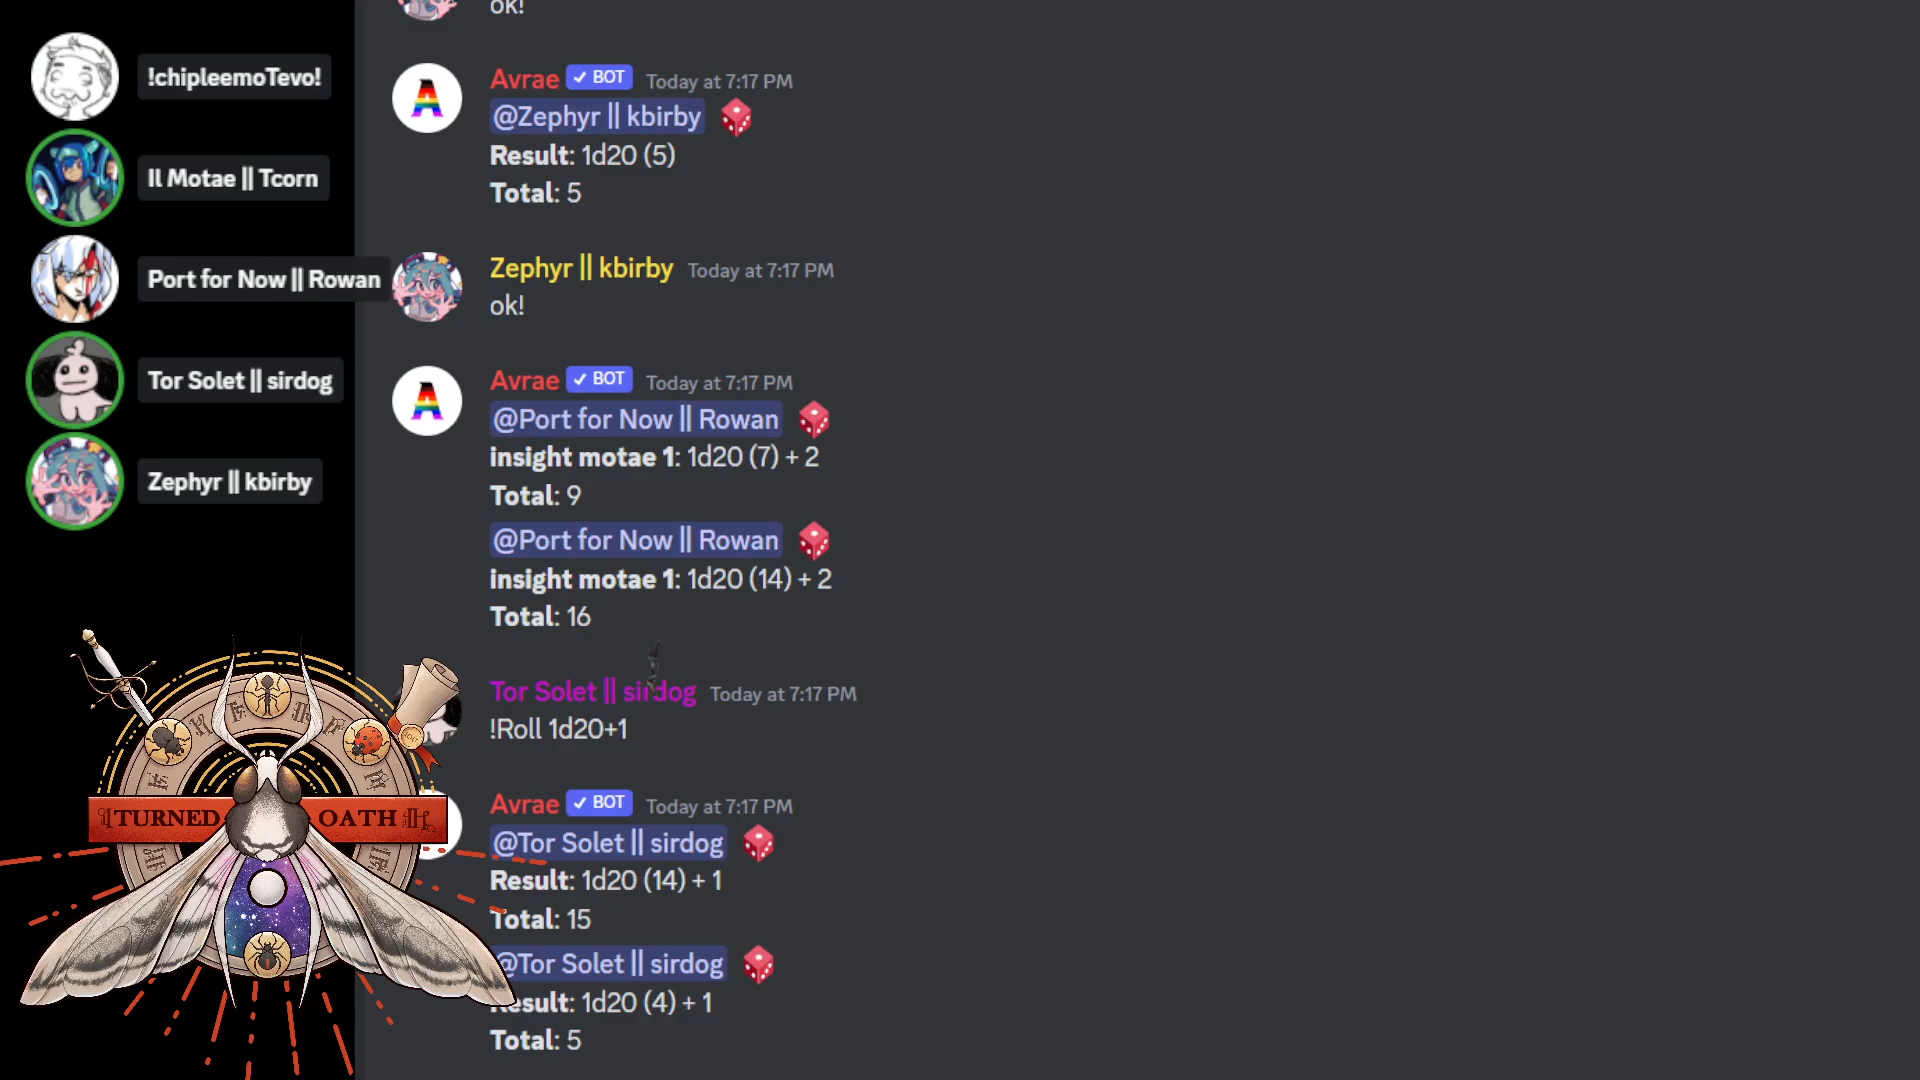 !chipleemoTevo!
Il Motae || Tcorn
Port for Now || Rowan
Tor Solet || sirdog
Zephyr || kbirby
TURNED OATH
ok!
Avrae ✓ BOT Today at 7:17 PM
@Zephyr || kbirby
Result: 1d20 (5)
Total: 5
Zephyr || kbirby Today at 7:17 PM
ok!
Avrae ✓ BOT Today at 7:17 PM
@Port for Now || Rowan
insight motae 1: 1d20 (7) + 2
Total: 9
@Port for Now || Rowan
insight motae 1: 1d20 (14) + 2
Total: 16
Tor Solet || sirdog Today at 7:17 PM
!Roll 1d20+1
Avrae ✓ BOT Today at 7:17 PM
@Tor Solet || sirdog
Result: 1d20 (14) + 1
Total: 15
@Tor Solet || sirdog
Result: 1d20 (4) + 1
Total: 5